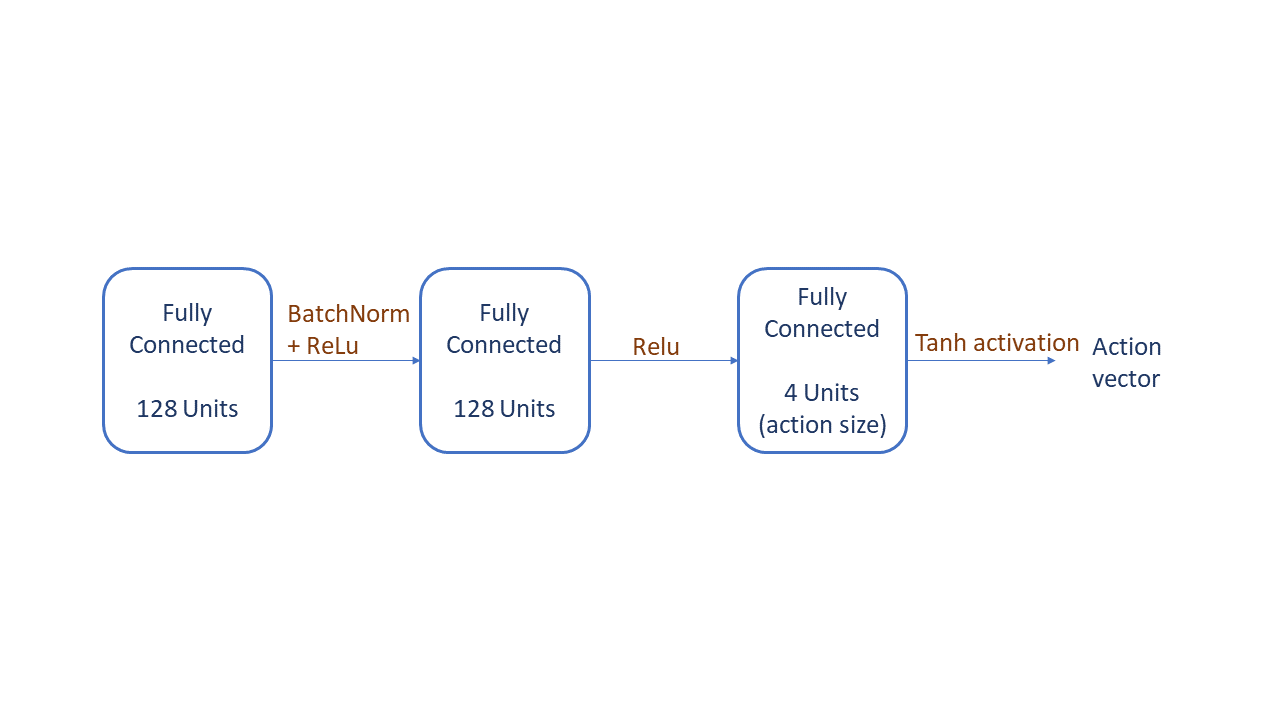 Fully
Connected
128 Units
BatchNorm
+ ReLu
Fully
Connected
128 Units
Relu
Fully
Connected
4 Units
(action size)
Tanh activation
Action
vector